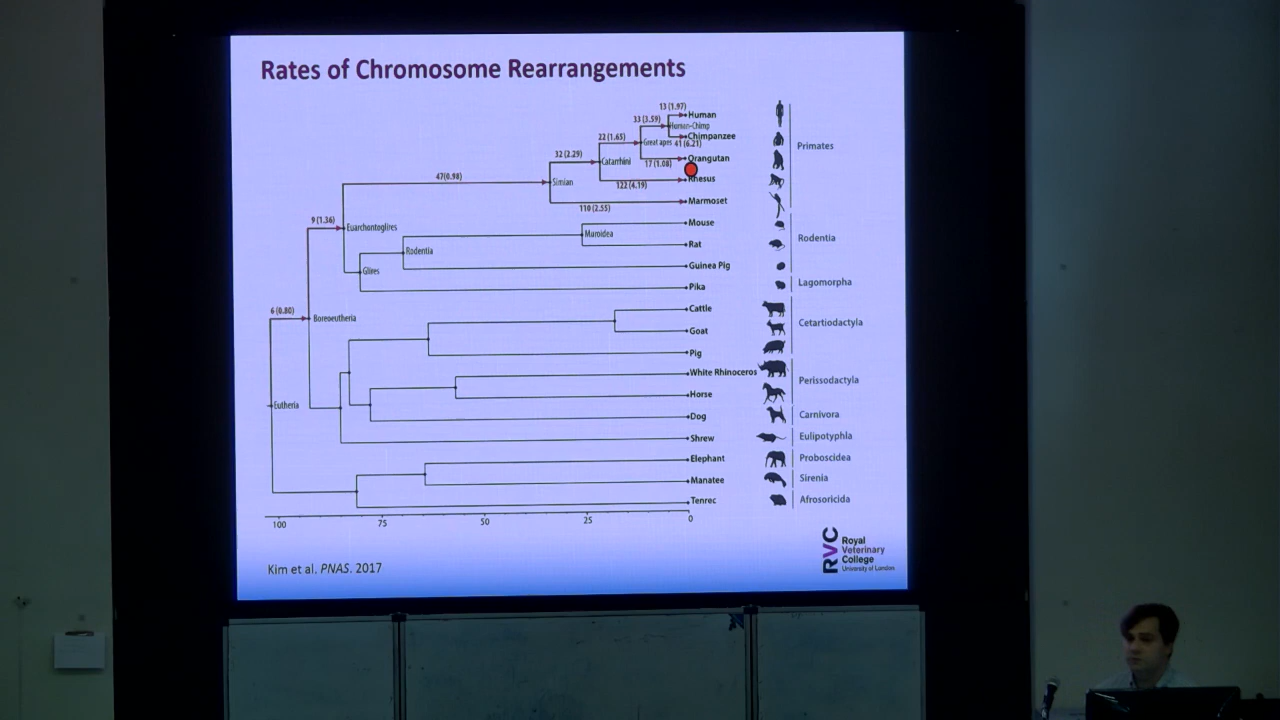 Rates of Chromosome Rearrangements
13 (1.97)
Human
33 (3.59)
Human-Chimp
22 (1.65)
Chimpanzee
Great apes
41 (6.21)
Primates
32 (2.29)
Catarrhini
17 (1.08)
Orangutan
47(0.98)
Simian
122 (4.19)
Rhesus
110 (2.55)
Marmoset
9 (1.36)
Euarchontoglires
Mouse
Muroidea
Rodentia
Rodentia
Rat
Glires
Guinea Pig
Pika
Lagomorpha
6 (0.80)
Boreoeutheria
Cattle
Cetartiodactyla
Goat
Pig
White Rhinoceros
Perissodactyla
Horse
Eutheria
Dog
Carnivora
Shrew
Eulipotyphla
Elephant
Proboscidea
Manatee
Sirenia
Tenrec
Afrosoricida
100 75 50 25 0
Kim et al. PNAS. 2017
RVC
Royal
Veterinary
College
University of London